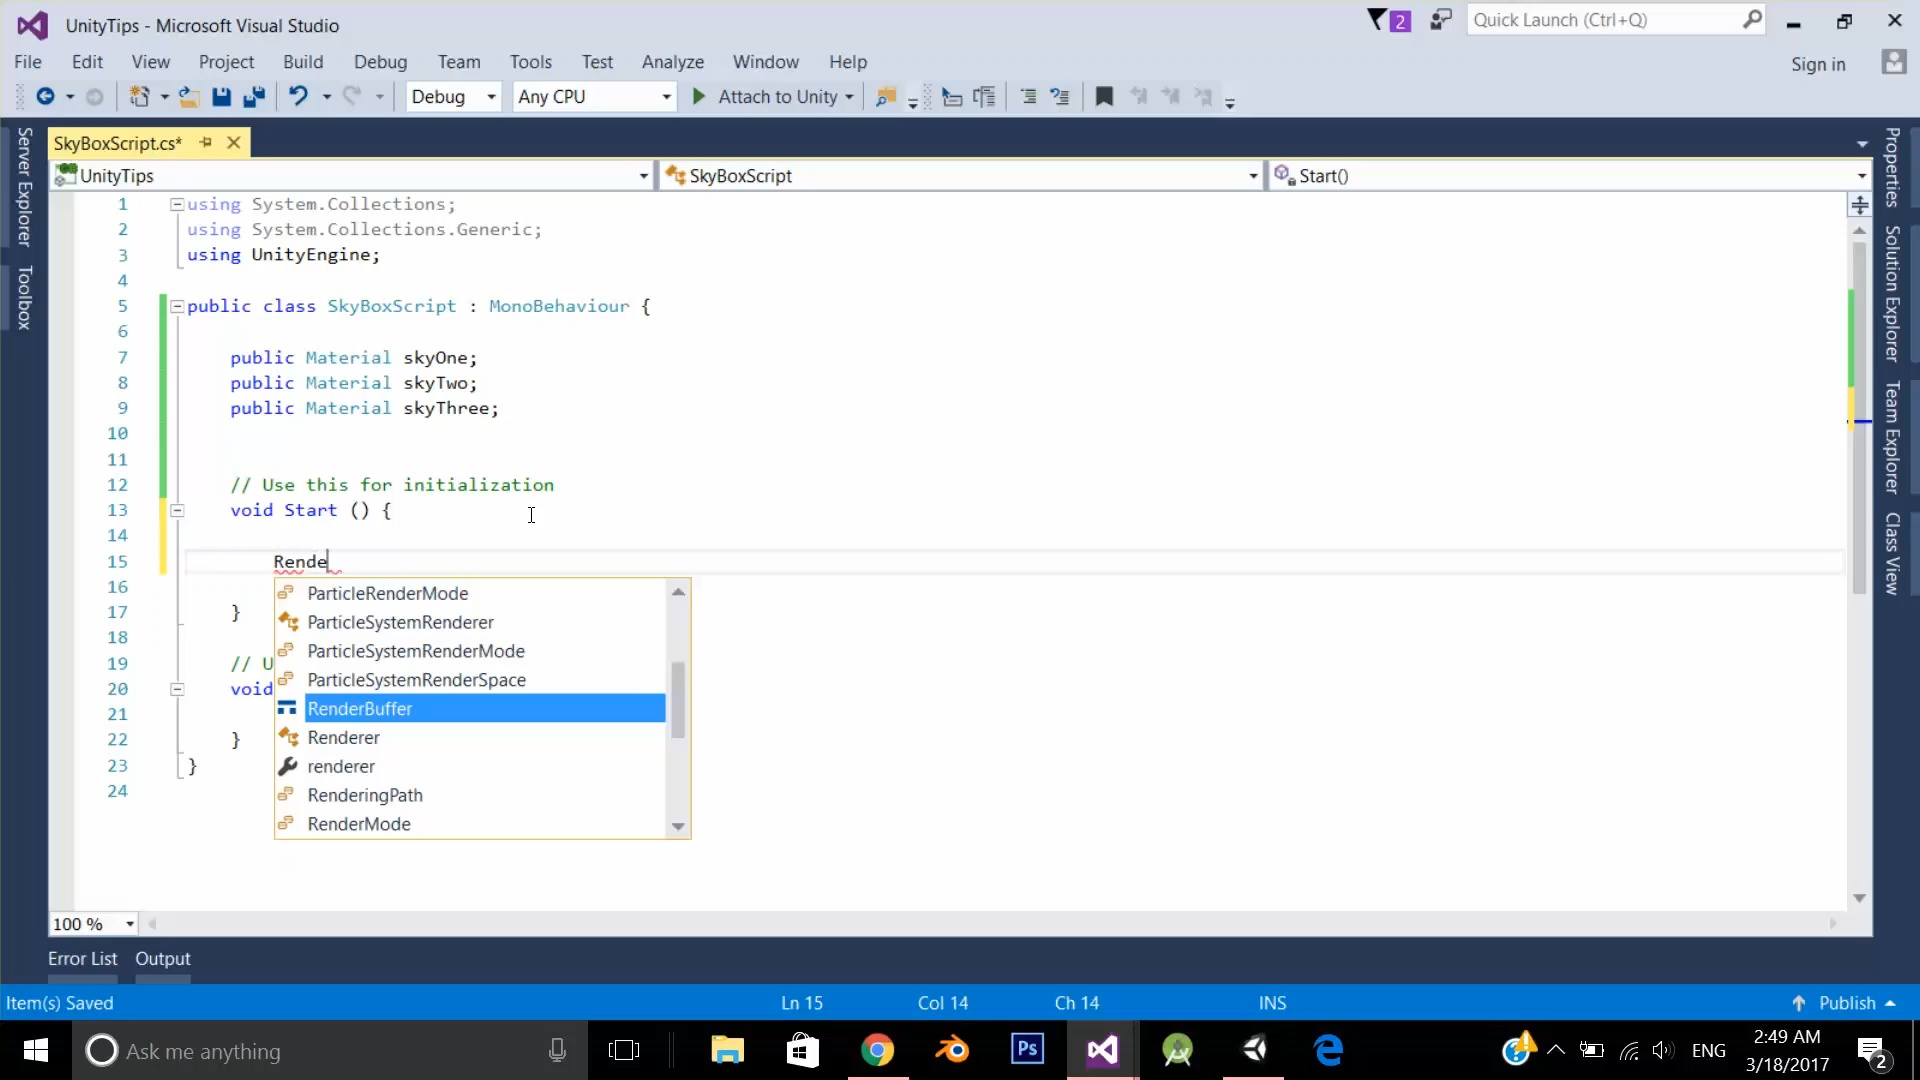 UnityTips - Microsoft Visual Studio
2
Quick Launch (Ctrl+Q)
File Edit View Project Build Debug Team Tools Test Analyze Window Help
Sign in
Debug Any CPU Attach to Unity
SkyBoxScript.cs*
UnityTips SkyBoxScript Start()
Server Explorer
Toolbox
Properties
Solution Explorer
Team Explorer
Class View
1 using System.Collections;
2 using System.Collections.Generic;
3 using UnityEngine;
4
5 public class SkyBoxScript : MonoBehaviour {
6
7 public Material skyOne;
8 public Material skyTwo;
9 public Material skyThree;
10
11
12 // Use this for initialization
13 void Start () {
14
15 Rende
16
17 }
18
19 // U
20 void
21
22 }
23 }
24
ParticleRenderMode
ParticleSystemRenderer
ParticleSystemRenderMode
ParticleSystemRenderSpace
RenderBuffer
Renderer
renderer
RenderingPath
RenderMode
100 %
Error List Output
Item(s) Saved Ln 15 Col 14 Ch 14 INS Publish
Ask me anything
Ps
ENG
2:49 AM
3/18/2017
2